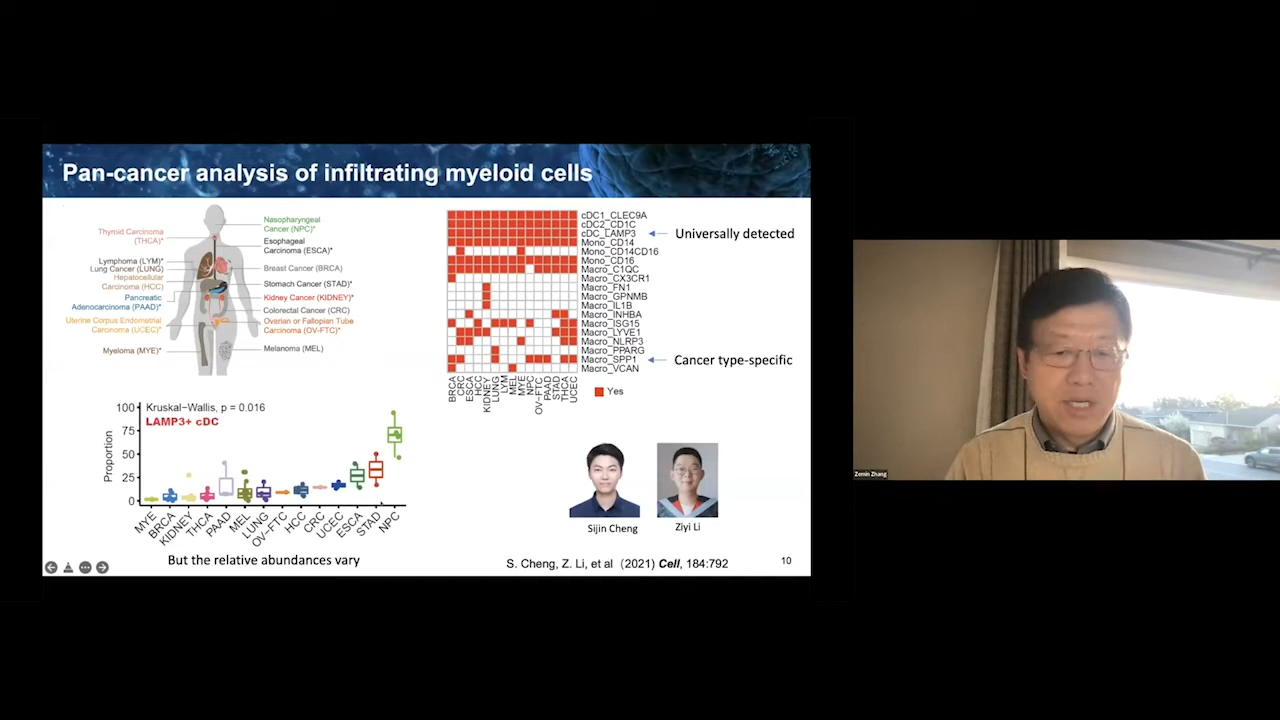 Pan-cancer analysis of infiltrating myeloid cells
Thyroid Carcinoma
(THCA)*
Lymphoma (LYM)*
Lung Cancer (LUNG)
Hepatocellular
Carcinoma (HCC)
Pancreatic
Adenocarcinoma (PAAD)*
Uterine Corpus Endometrial
Carcinoma (UCEC)*
Myeloma (MYE)*
Nasopharyngeal
Cancer (NPC)*
Esophageal
Carcinoma (ESCA)*
Breast Cancer (BRCA)
Stomach Cancer (STAD)*
Kidney Cancer (KIDNEY)*
Colorectal Cancer (CRC)
Ovarian or Fallopian Tube
Carcinoma (OV-FTC)*
Melanoma (MEL)
cDC1_CLEC9A
cDC2_CD1C
cDC_LAMP3
Mono_CD14
Mono_CD14CD16
Mono_CD16
Macro_C1QC
Macro_CX3CR1
Macro_FN1
Macro_GPNMB
Macro_IL1B
Macro_INHBA
Macro_ISG15
Macro_LYVE1
Macro_NLRP3
Macro_PPARG
Macro_SPP1
Macro_VCAN
Universally detected
Cancer type-specific
BRCA
CRC
ESCA
HCC
KIDNEY
LUNG
LYM
MEL
MYE
NPC
OV-FTC
PAAD
STAD
THCA
UCEC
Yes
Kruskal-Wallis, p = 0.016
LAMP3+ cDC
Proportion
100
75
50
25
0
MYE
BRCA
KIDNEY
THCA
PAAD
MEL
LUNG
OV-FTC
HCC
CRC
UCEC
ESCA
STAD
NPC
But the relative abundances vary
Sijin Cheng
Ziyi Li
S. Cheng, Z. Li, et al (2021) Cell, 184:792
10
Zemin Zhang